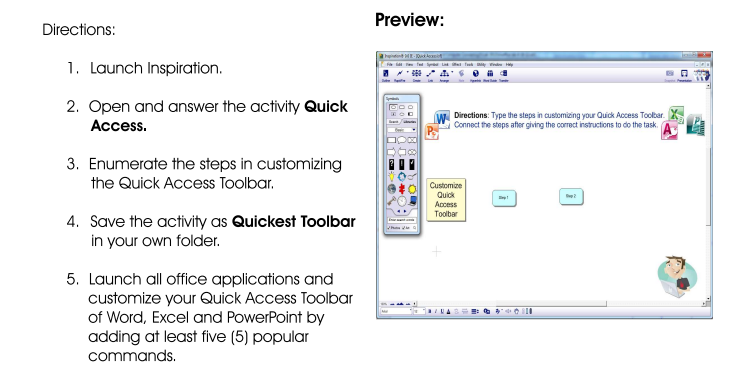 Directions:
1. Launch Inspiration.
2. Open and answer the activity Quick
Access.
3. Enumerate the steps in customizing
the Quick Access Toolbar.
4. Save the activity as Quickest Toolbar
in your own folder.
5. Launch all office applications and
customize your Quick Access Toolbar
of Word, Excel and PowerPoint by
adding at least five (5) popular
commands.
Preview:
File Edit View Text Symbol Link Effect Tools Utility Window Help
Symbols
Basic
Directions: Type the steps in customizing your Quick Access Toolbar.
Connect the steps after giving the correct instructions to do the task.
Customize
Quick
Access
Toolbar
Step 1
Step 2